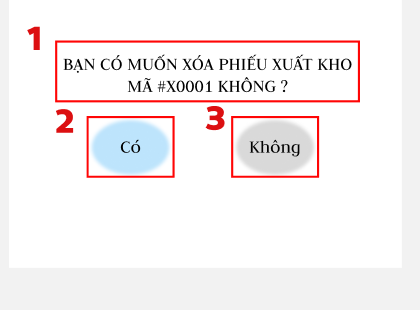 1
BẠN CÓ MUỐN XÓA PHIẾU XUẤT KHO
MÃ #X0001 KHÔNG ?
2
3
Có
Không